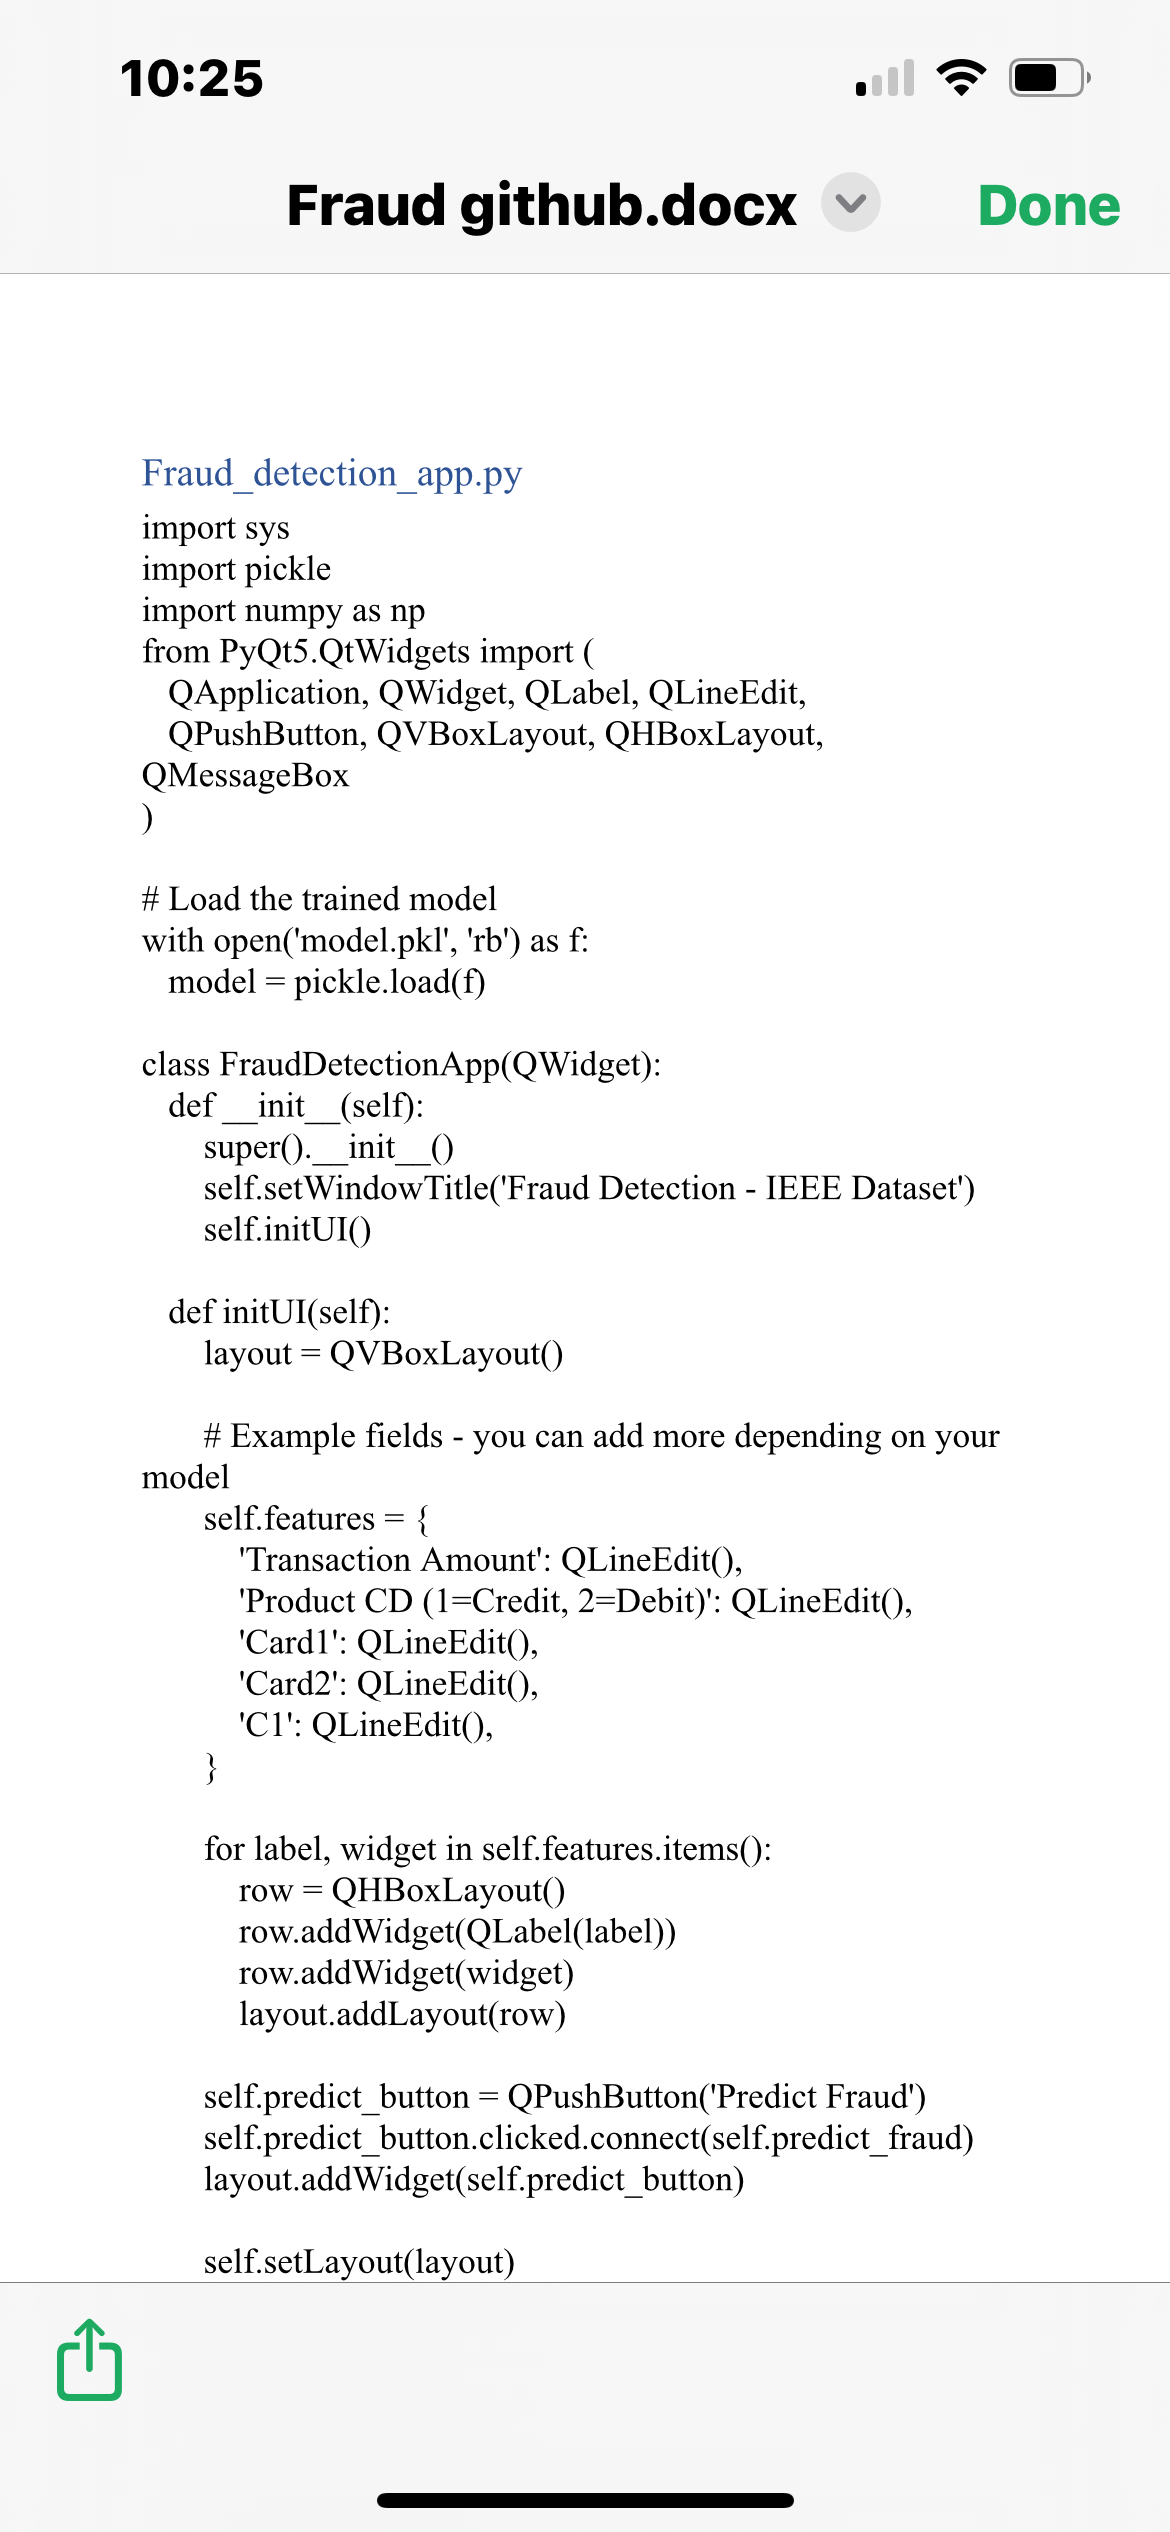 10:25
Fraud github.docx
Done
Fraud_detection_app.py
import sys
import pickle
import numpy as np
from PyQt5.QtWidgets import (
QApplication, QWidget, QLabel, QLineEdit,
QPushButton, QVBoxLayout, QHBoxLayout,
QMessageBox
)
# Load the trained model
with open('model.pkl', 'rb') as f:
model = pickle.load(f)
class FraudDetectionApp(QWidget):
def __init__(self):
super().__init__()
self.setWindowTitle('Fraud Detection - IEEE Dataset')
self.initUI()
def initUI(self):
layout = QVBoxLayout()
# Example fields - you can add more depending on your
model
self.features = {
'Transaction Amount': QLineEdit(),
'Product CD (1=Credit, 2=Debit)': QLineEdit(),
'Card1': QLineEdit(),
'Card2': QLineEdit(),
'C1': QLineEdit(),
}
for label, widget in self.features.items():
row = QHBoxLayout()
row.addWidget(QLabel(label))
row.addWidget(widget)
layout.addLayout(row)
self.predict_button = QPushButton('Predict Fraud')
self.predict_button.clicked.connect(self.predict_fraud)
layout.addWidget(self.predict_button)
self.setLayout(layout)